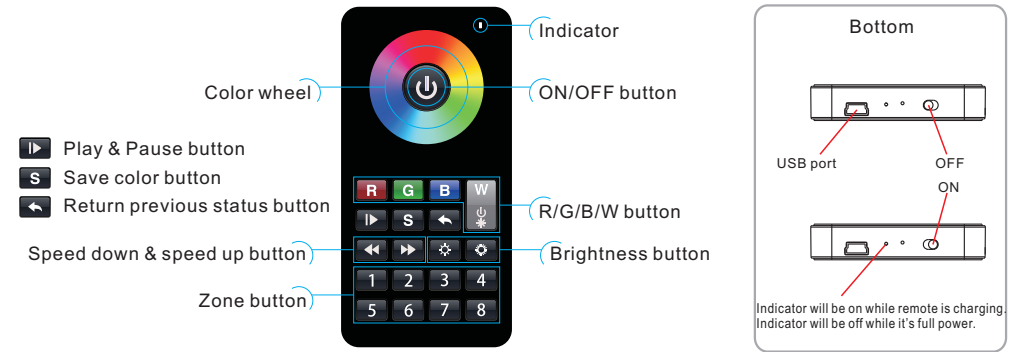 Indicator
Color wheel
ON/OFF button
Play & Pause button
S Save color button
Return previous status button
R G B W
S
R/G/B/W button
Speed down & speed up button
Brightness button
Zone button
1 2 3 4
5 6 7 8
Bottom
USB port
OFF
ON
Indicator will be on while remote is charging.
Indicator will be off while it's full power.